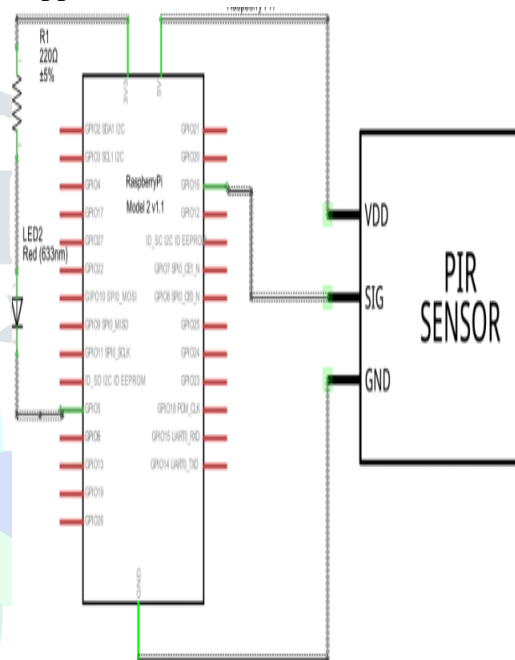 R1
220Ω
±5%
3V3
5V
GPIO2 SDA1 I2C
GPIO3 SCL1 I2C
GPIO4
GPIO17
GPIO27
GPIO22
GPIO10 SPI0_MOSI
GPIO9 SPI0_MISO
GPIO11 SPI0_SCLK
ID_SD I2C ID EEPROM
GPIO5
GPIO6
GPIO13
GPIO19
GPIO26
RaspberryPi
Model 2 v1.1
GPIO21
GPIO20
GPIO16
GPIO12
ID_SC I2C ID EEPROM
GPIO7 SPI0_CE1_N
GPIO8 SPI0_CE0_N
GPIO25
GPIO24
GPIO23
GPIO18 PCM_CLK
GPIO15 UART0_RXD
GPIO14 UART0_TXD
GND
LED2
Red (633nm)
VDD
SIG
GND
PIR
SENSOR